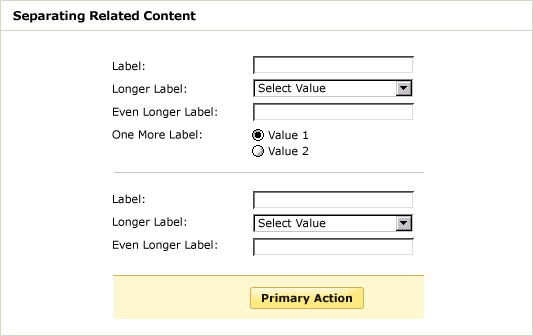 Separating Related Content
Label:
Longer Label: Select Value
Even Longer Label:
One More Label: Value 1
Value 2
Label:
Longer Label: Select Value
Even Longer Label:
Primary Action